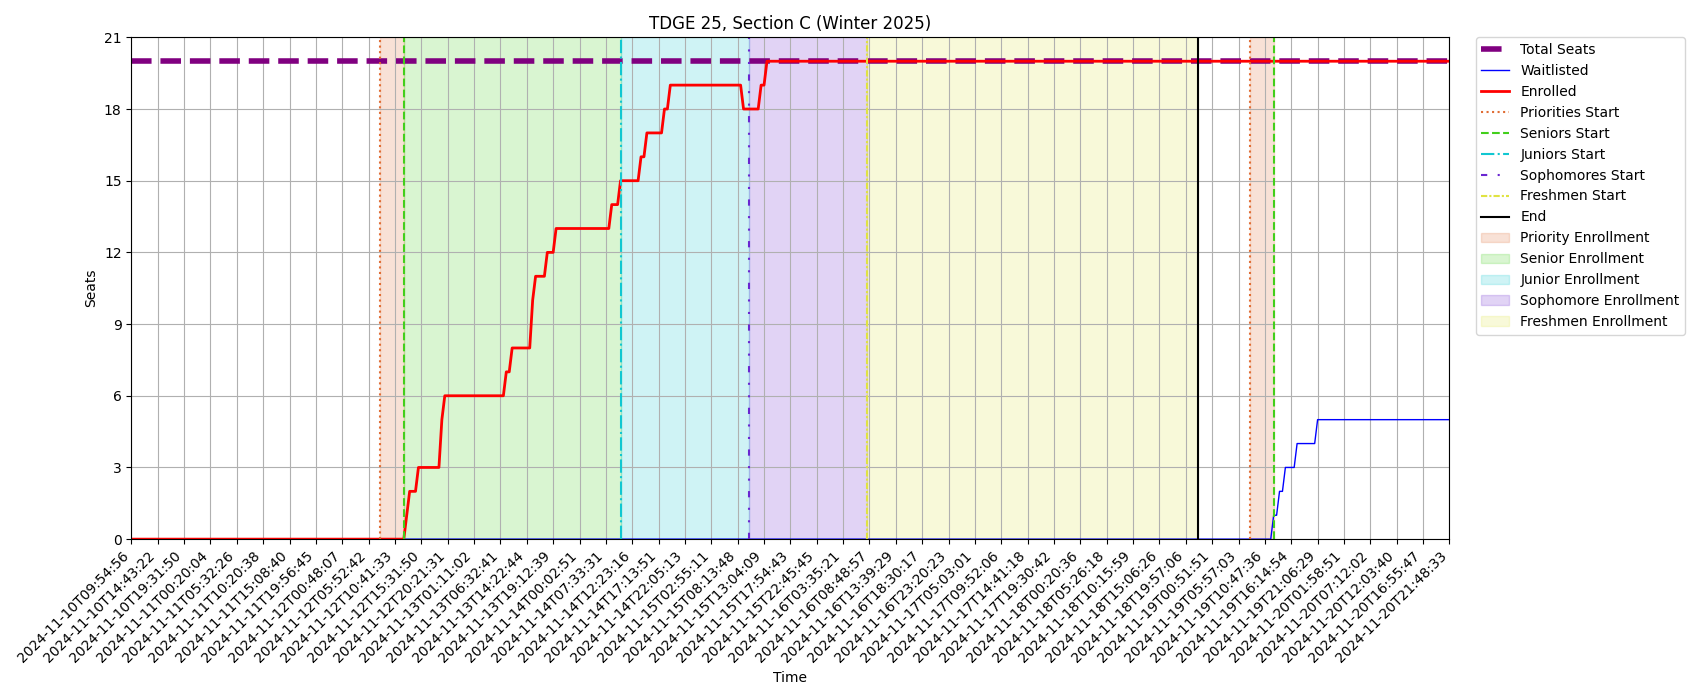 TDGE 25, Section C (Winter 2025)
21
18
15
12
9
6
3
0
Seats
2024-11-10T09:54:56
2024-11-10T14:43:22
2024-11-10T19:31:50
2024-11-11T00:20:04
2024-11-11T05:32:26
2024-11-11T10:20:38
2024-11-11T15:08:40
2024-11-11T19:56:45
2024-11-12T00:48:07
2024-11-12T05:52:42
2024-11-12T10:41:33
2024-11-12T15:31:50
2024-11-12T20:21:31
2024-11-13T01:11:02
2024-11-13T06:32:41
2024-11-13T14:22:44
2024-11-13T19:12:39
2024-11-14T00:02:51
2024-11-14T07:33:31
2024-11-14T12:23:16
2024-11-14T17:13:51
2024-11-14T22:05:13
2024-11-15T02:55:11
2024-11-15T08:13:48
2024-11-15T13:04:09
2024-11-15T17:54:43
2024-11-15T22:45:45
2024-11-16T03:35:21
2024-11-16T08:48:57
2024-11-16T13:39:29
2024-11-16T18:30:17
2024-11-16T23:20:23
2024-11-17T05:03:01
2024-11-17T09:52:06
2024-11-17T14:41:18
2024-11-17T19:30:42
2024-11-18T00:20:36
2024-11-18T05:26:18
2024-11-18T10:15:59
2024-11-18T15:06:26
2024-11-18T19:57:06
2024-11-19T00:51:51
2024-11-19T05:57:03
2024-11-19T10:47:36
2024-11-19T16:14:54
2024-11-19T21:06:29
2024-11-20T01:58:51
2024-11-20T07:12:02
2024-11-20T12:03:40
2024-11-20T16:55:47
2024-11-20T21:48:33
Time
Total Seats
Waitlisted
Enrolled
Priorities Start
Seniors Start
Juniors Start
Sophomores Start
Freshmen Start
End
Priority Enrollment
Senior Enrollment
Junior Enrollment
Sophomore Enrollment
Freshmen Enrollment